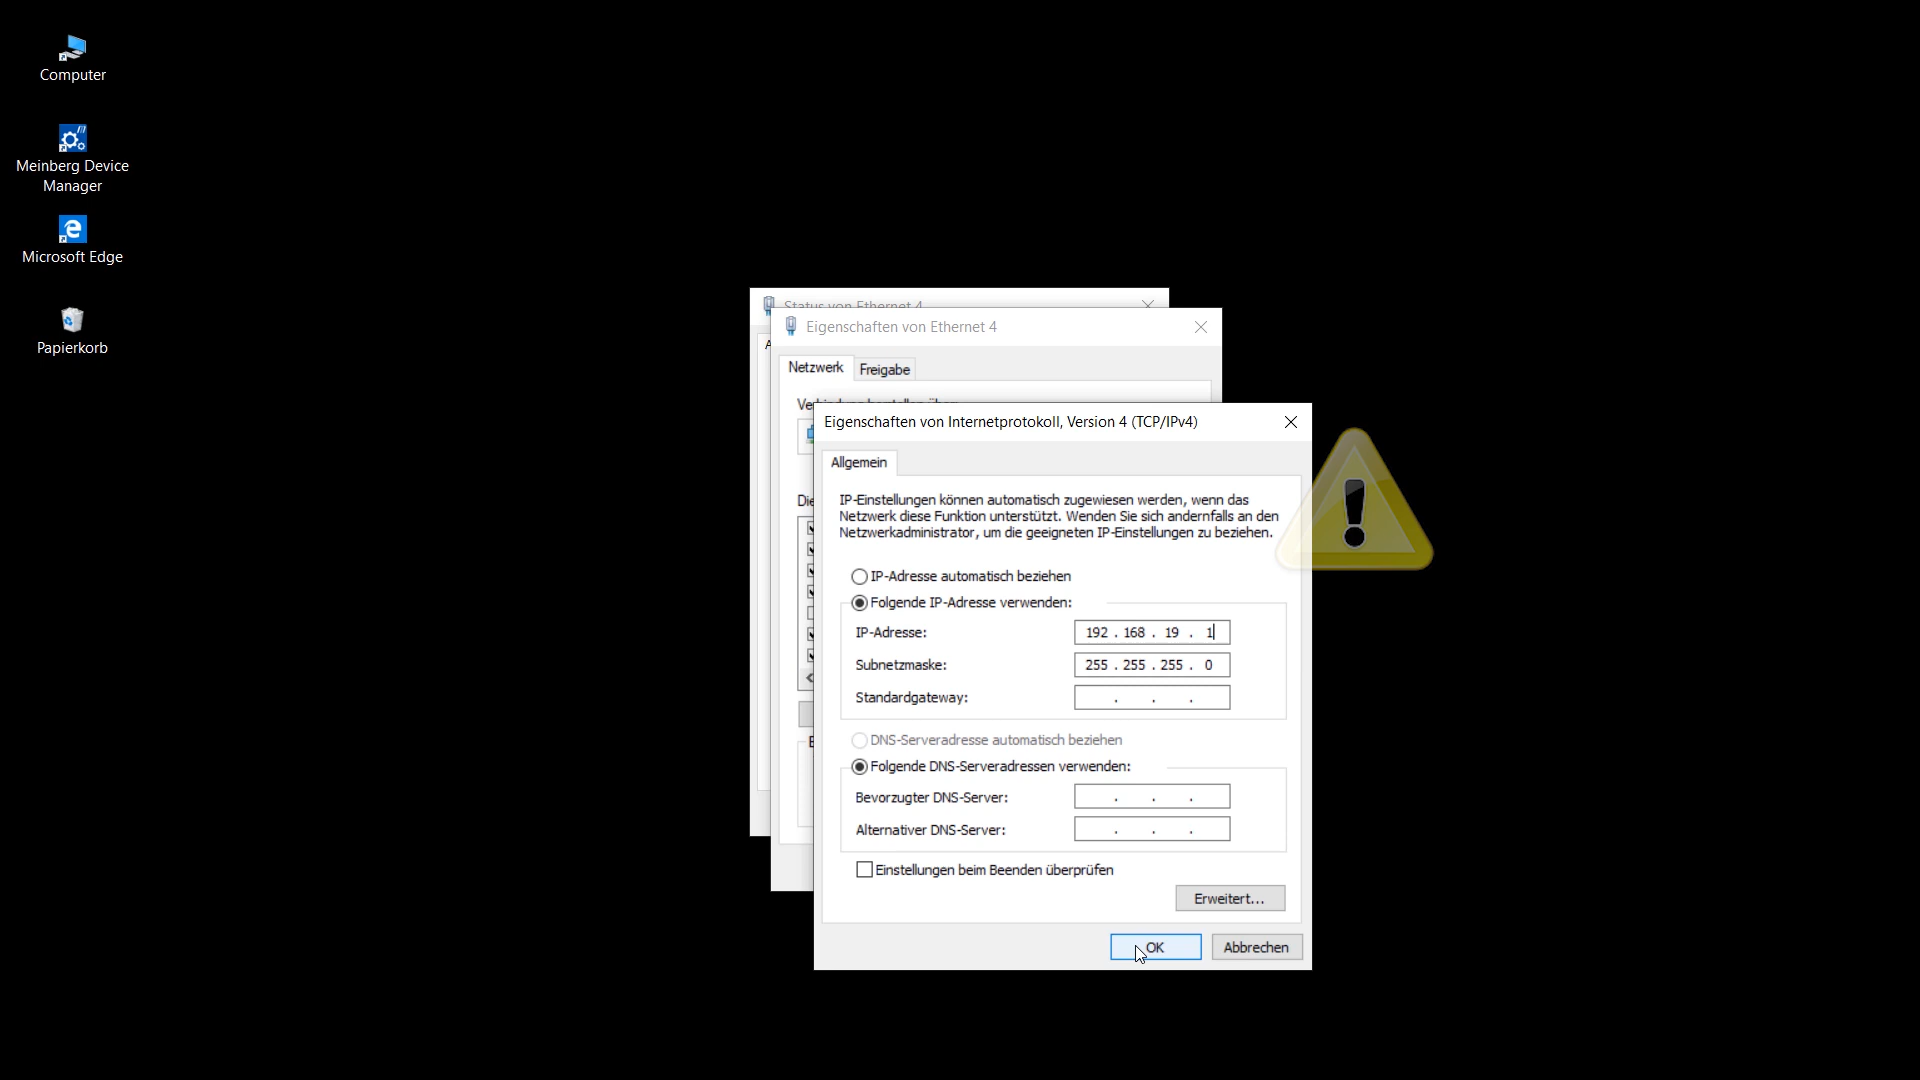 Computer
Meinberg Device
Manager
Microsoft Edge
Papierkorb
Status von Ethernet 4
Eigenschaften von Ethernet 4
Netzwerk
Freigabe
Eigenschaften von Internetprotokoll, Version 4 (TCP/IPv4)
Allgemein
IP-Einstellungen können automatisch zugewiesen werden, wenn das
Netzwerk diese Funktion unterstützt. Wenden Sie sich andernfalls an den
Netzwerkadministrator, um die geeigneten IP-Einstellungen zu beziehen.
IP-Adresse automatisch beziehen
Folgende IP-Adresse verwenden:
IP-Adresse: 192 . 168 . 19 . 1
Subnetzmaske: 255 . 255 . 255 . 0
Standardgateway: . . .
DNS-Serveradresse automatisch beziehen
Folgende DNS-Serveradressen verwenden:
Bevorzugter DNS-Server: . . .
Alternativer DNS-Server: . . .
Einstellungen beim Beenden überprüfen
Erweitert...
OK
Abbrechen